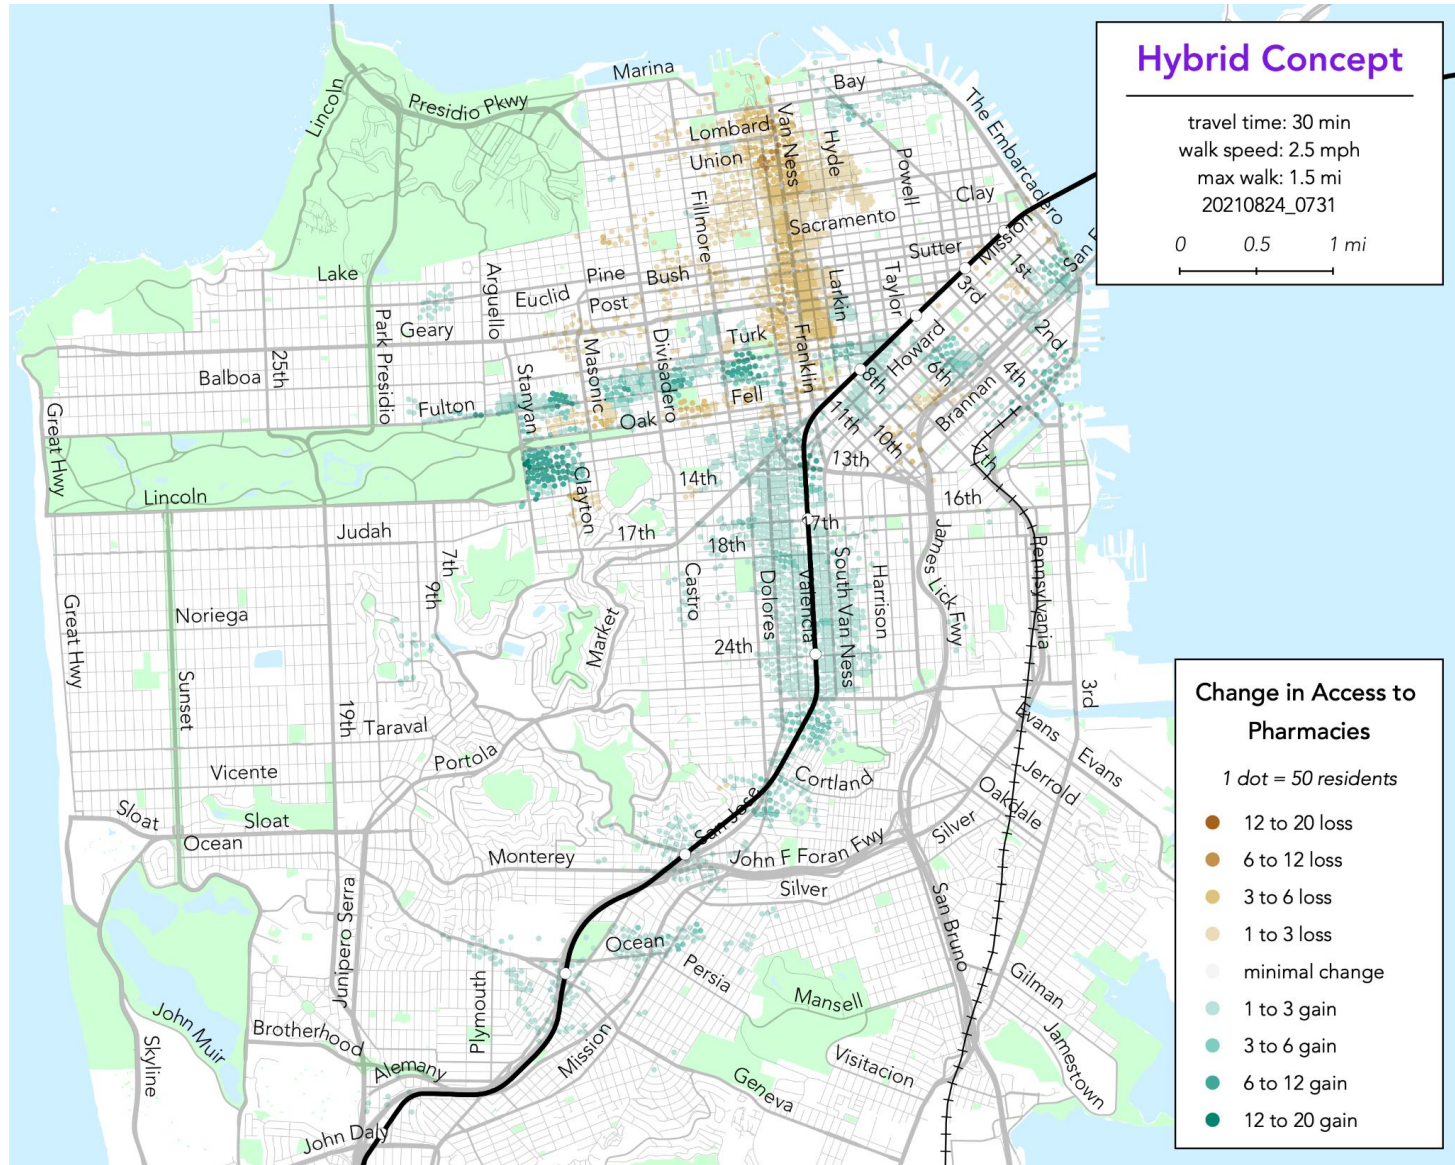 Hybrid Concept
travel time: 30 min
walk speed: 2.5 mph
max walk: 1.5 mi
20210824_0731
0 0.5 1 mi
Marina
Bay
The Embarcadero
Lincoln
Presidio Pkwy
Lombard
Van Ness
Hyde
Union
Powell
Clay
Fillmore
Sacramento
Mission
San F
Sutter
1st
Lake
Arguello
Pine
Bush
Larkin
Taylor
3rd
Euclid
Post
Geary
Park Presidio
Divisadero
Turk
Franklin
Howard
2nd
25th
Balboa
Stanyan
Masonic
8th
6th
4th
Great Hwy
Fulton
Oak
Fell
11th
Brannan
10th
7th
13th
Clayton
14th
Lincoln
16th
Judah
17th
17th
18th
7th
9th
Castro
Dolores
Valencia
South Van Ness
Harrison
James Lick Fwy
Pennsylvania
Great Hwy
Noriega
Market
24th
Sunset
19th
Taraval
3rd
Evans
Evans
Portola
Vicente
Cortland
Jerrold
Oakdale
Sloat
Sloat
San Jose
Silver
Ocean
Monterey
John F Foran Fwy
Silver
Junipero Serra
San Bruno
Ocean
Persia
Plymouth
Mansell
Gilman
John Muir
Brotherhood
Skyline
Mission
Visitacion
Jamestown
Alemany
Geneva
John Daly
Change in Access to
Pharmacies
1 dot = 50 residents
12 to 20 loss
6 to 12 loss
3 to 6 loss
1 to 3 loss
minimal change
1 to 3 gain
3 to 6 gain
6 to 12 gain
12 to 20 gain